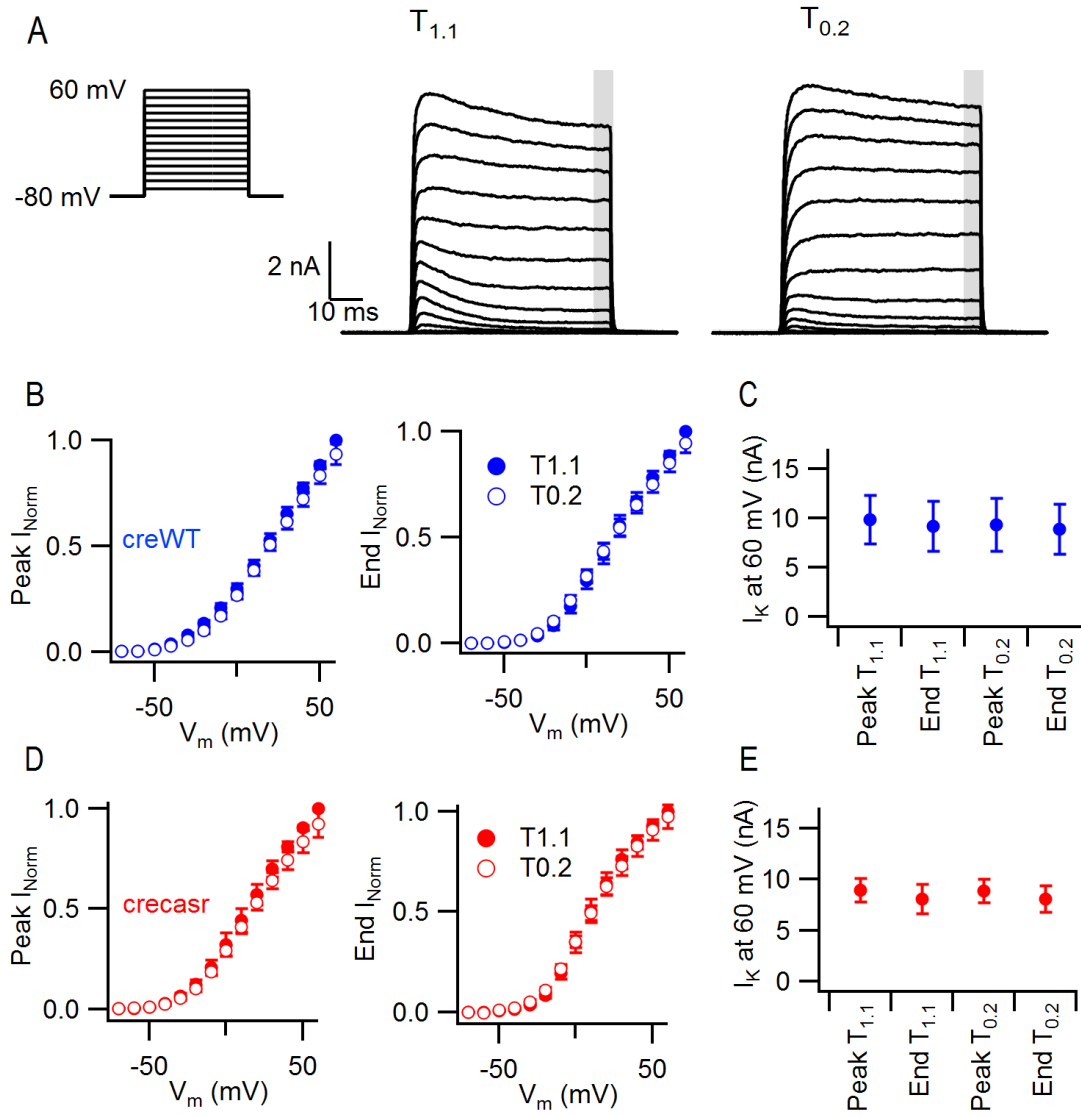 A
T1.1
T0.2
60 mV
-80 mV
2 nA
10 ms
B
Peak INorm
1.0
0.5
0.0
creWT
-50
50
Vm (mV)
End INorm
1.0
0.5
0.0
T1.1
T0.2
-50
50
Vm (mV)
C
IK at 60 mV (nA)
15
10
5
0
Peak T1.1
End T1.1
Peak T0.2
End T0.2
D
Peak INorm
1.0
0.5
0.0
crecasr
-50
50
Vm (mV)
End INorm
1.0
0.5
0.0
T1.1
T0.2
-50
50
Vm (mV)
E
IK at 60 mV (nA)
15
10
5
0
Peak T1.1
End T1.1
Peak T0.2
End T0.2